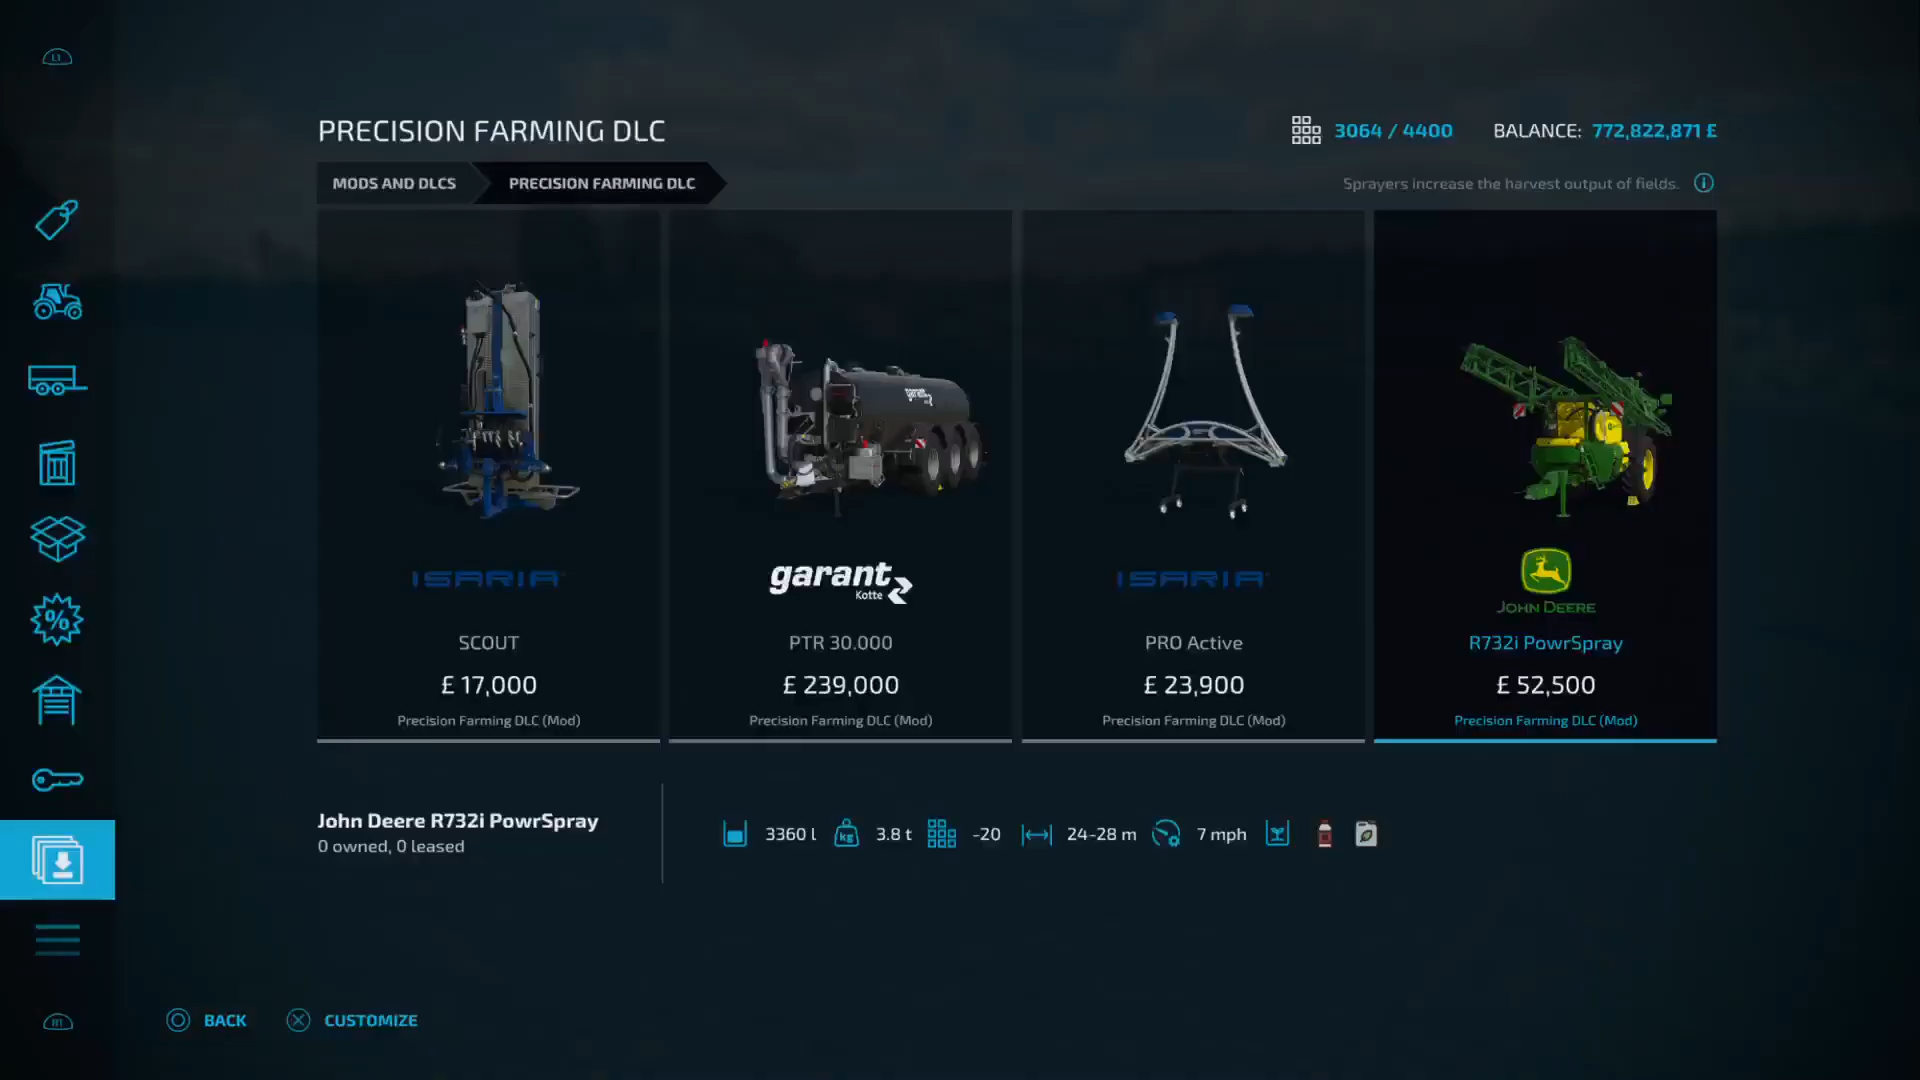 L1
PRECISION FARMING DLC
3064 / 4400
BALANCE: 772,822,871 £
MODS AND DLCS
PRECISION FARMING DLC
Sprayers increase the harvest output of fields.
garant
ISARIA
garant
Kotte
ISARIA
JOHN DEERE
SCOUT
PTR 30.000
PRO Active
R732i PowrSpray
£ 17,000
£ 239,000
£ 23,900
£ 52,500
Precision Farming DLC (Mod)
Precision Farming DLC (Mod)
Precision Farming DLC (Mod)
Precision Farming DLC (Mod)
John Deere R732i PowrSpray
0 owned, 0 leased
3360 l
kg
3.8 t
-20
24-28 m
7 mph
%
BACK
CUSTOMIZE